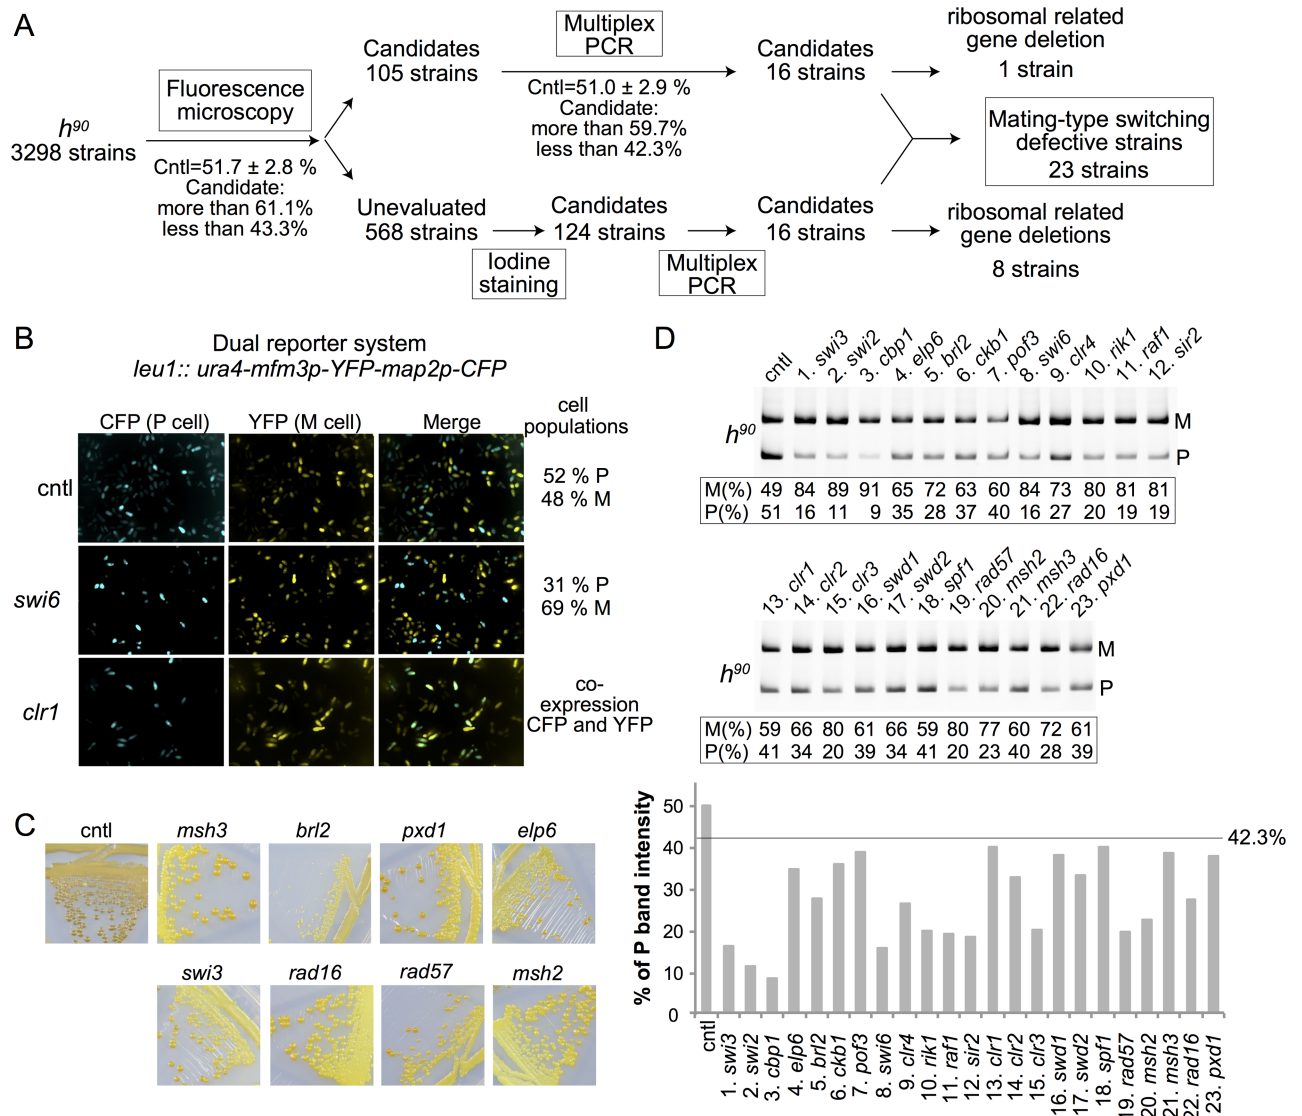 A
h90
3298 strains
Fluorescence
microscopy
Cntl=51.7 ± 2.8 %
Candidate:
more than 61.1%
less than 43.3%
Candidates
105 strains
Multiplex
PCR
Cntl=51.0 ± 2.9 %
Candidate:
more than 59.7%
less than 42.3%
Candidates
16 strains
ribosomal related
gene deletion
1 strain
Mating-type switching
defective strains
23 strains
Unevaluated
568 strains
Iodine
staining
Candidates
124 strains
Multiplex
PCR
Candidates
16 strains
ribosomal related
gene deletions
8 strains
B
Dual reporter system
leu1:: ura4-mfm3p-YFP-map2p-CFP
CFP (P cell) YFP (M cell) Merge
cell
populations
cntl
52 % P
48 % M
swi6
31 % P
69 % M
clr1
co-
expression
CFP and YFP
C
cntl msh3 brl2 pxd1 elp6
swi3 rad16 rad57 msh2
D
cntl 1. swi3 2. swi2 3. cbp1 4. elp6 5. brl2 6. ckb1 7. pof3 8. swi6 9. clr4 10. rik1 11. raf1 12. sir2
h90
M
P
M(%) 49 84 89 91 65 72 63 60 84 73 80 81 81
P(%) 51 16 11 9 35 28 37 40 16 27 20 19 19
13. clr1 14. clr2 15. clr3 16. swd1 17. swd2 18. spf1 19. rad57 20. msh2 21. msh3 22. rad16 23. pxd1
h90
M
P
M(%) 59 66 80 61 66 59 80 77 60 72 61
P(%) 41 34 20 39 34 41 20 23 40 28 39
% of P band intensity
50
40
30
20
10
0
42.3%
cntl 1. swi3 2. swi2 3. cbp1 4. elp6 5. brl2 6. ckb1 7. pof3 8. swi6 9. clr4 10. rik1 11. raf1 12. sir2 13. clr1 14. clr2 15. clr3 16. swd1 17. swd2 18. spf1 19. rad57 20. msh2 21. msh3 22. rad16 23. pxd1